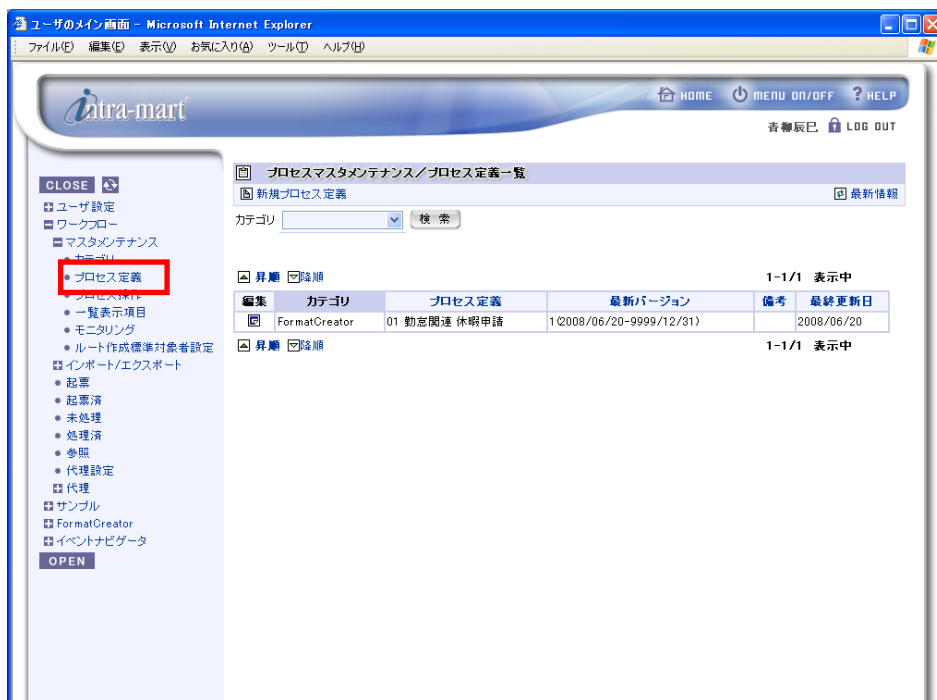 ユーザのメイン画面 - Microsoft Internet Explorer
ファイル(F) 編集(E) 表示(V) お気に入り(A) ツール(T) ヘルプ(H)
intra-mart
HOME MENU ON/OFF ? HELP
青柳辰巳 LOG OUT
CLOSE
ユーザ設定
ワークフロー
マスタメンテナンス
カテゴリ
プロセス定義
プロセス操作
一覧表示項目
モニタリング
ルート作成標準対象者設定
インポート/エクスポート
起票
起票済
未処理
処理済
参照
代理設定
代理
サンプル
FormatCreator
イベントナビゲータ
OPEN
プロセスマスタメンテナンス/プロセス定義一覧
新規プロセス定義 最新情報
カテゴリ 検 索
昇順 降順 1-1/1 表示中
編集 カテゴリ プロセス定義 最新バージョン 備考 最終更新日
FormatCreator 01 勤怠関連 休暇申請 1(2008/06/20-9999/12/31) 2008/06/20
昇順 降順 1-1/1 表示中